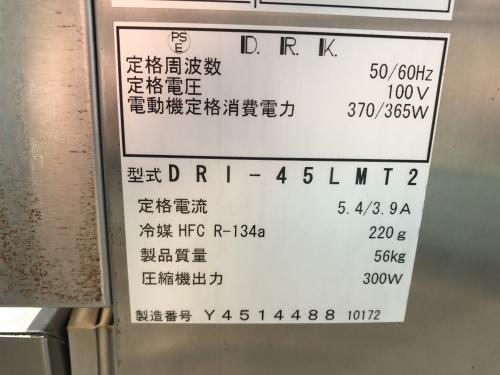 PS
E
D. R. K.
定格周波数 50/60Hz
定格電圧 100V
電動機定格消費電力 370/365W
型式 DRI-45LMT2
定格電流 5.4/3.9A
冷媒 HFC R-134a 220g
製品質量 56kg
圧縮機出力 300W
製造番号 Y4514488 10172